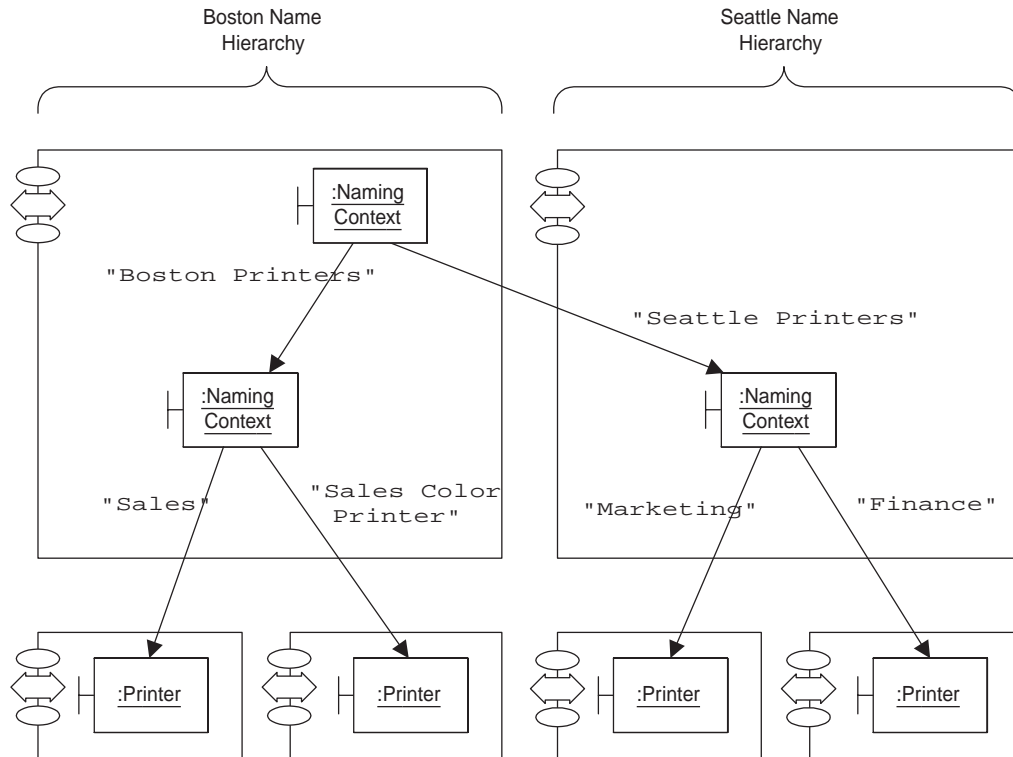 Boston Name
Hierarchy
Seattle Name
Hierarchy
:Naming
Context
"Boston Printers"
"Seattle Printers"
:Naming
Context
:Naming
Context
"Sales"
"Sales Color
Printer"
"Marketing"
"Finance"
:Printer
:Printer
:Printer
:Printer